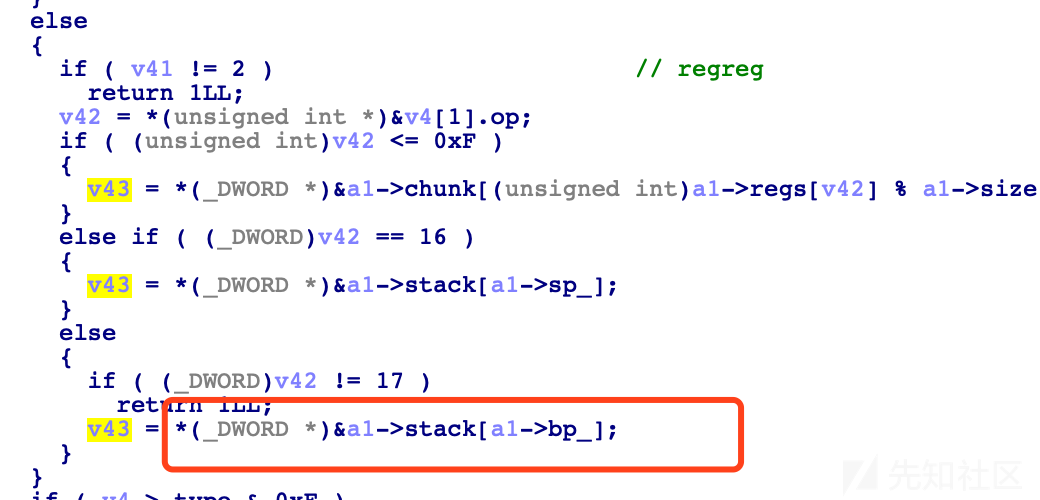 }
else
{
if ( v41 != 2 ) // regreg
return 1LL;
v42 = *(unsigned int *)&v4[1].op;
if ( (unsigned int)v42 <= 0xF )
{
v43 = *(_DWORD *)&a1->chunk[(unsigned int)a1->regs[v42] % a1->size
}
else if ( (_DWORD)v42 == 16 )
{
v43 = *(_DWORD *)&a1->stack[a1->sp_];
}
else
{
if ( (_DWORD)v42 != 17 )
return 1LL;
v43 = *(_DWORD *)&a1->stack[a1->bp_];
}
}
if ( v4->type & 0xF )
先知社区